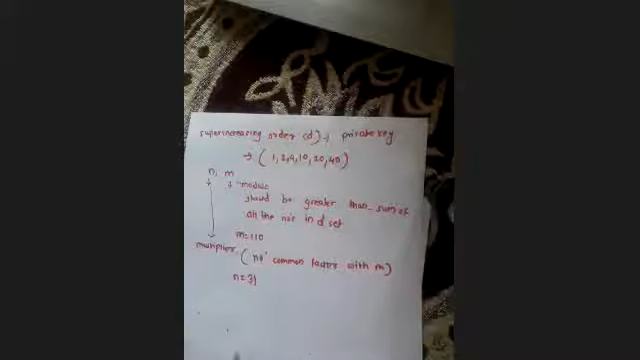 superincreasing order (d) → private key
→ (1,2,4,10,20,40)
n, m
↓ modulo
should be greater than sum of
all the no's in d set
m=110
multiplier (no common factor with m)
n=31